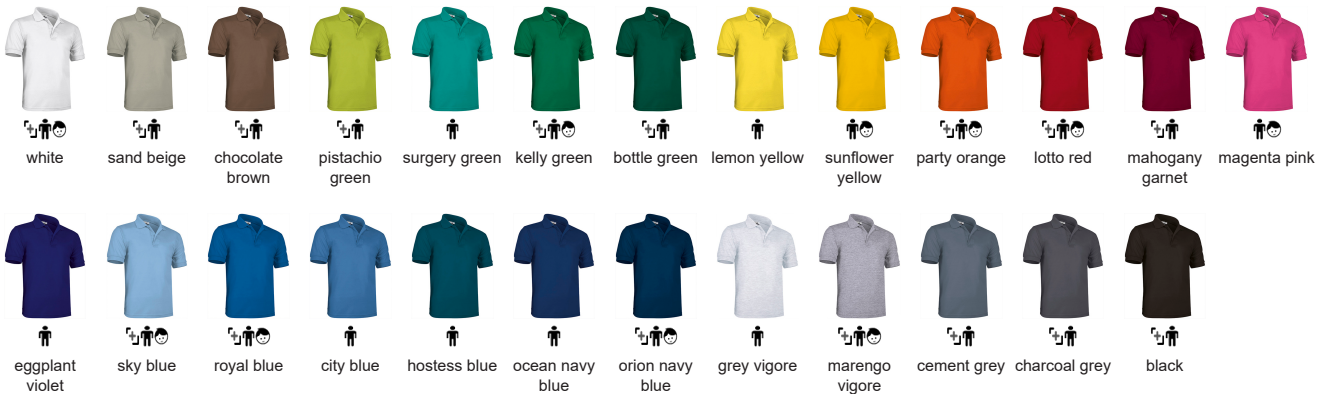 white
sand beige
chocolate
brown
pistachio
green
surgery green
kelly green
bottle green
lemon yellow
sunflower
yellow
party orange
lotto red
mahogany
garnet
magenta pink
eggplant
violet
sky blue
royal blue
city blue
hostess blue
ocean navy
blue
orion navy
blue
grey vigore
marengo
vigore
cement grey
charcoal grey
black